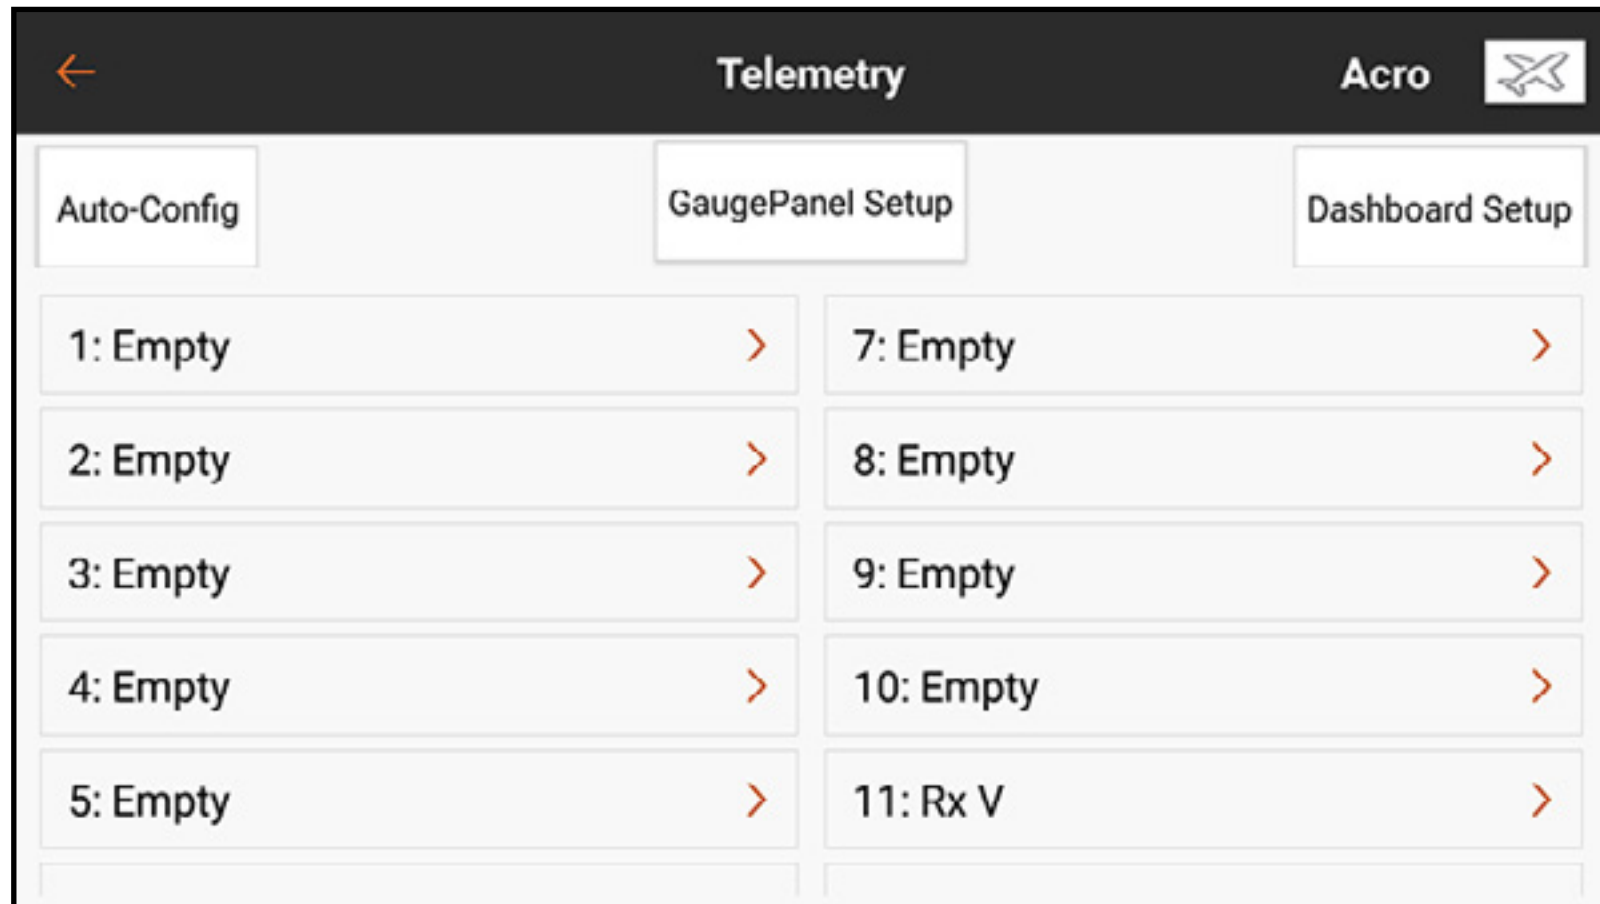 Telemetry
Acro
Auto-Config
GaugePanel Setup
Dashboard Setup
1: Empty
7: Empty
2: Empty
8: Empty
3: Empty
9: Empty
4: Empty
10: Empty
5: Empty
11: Rx V